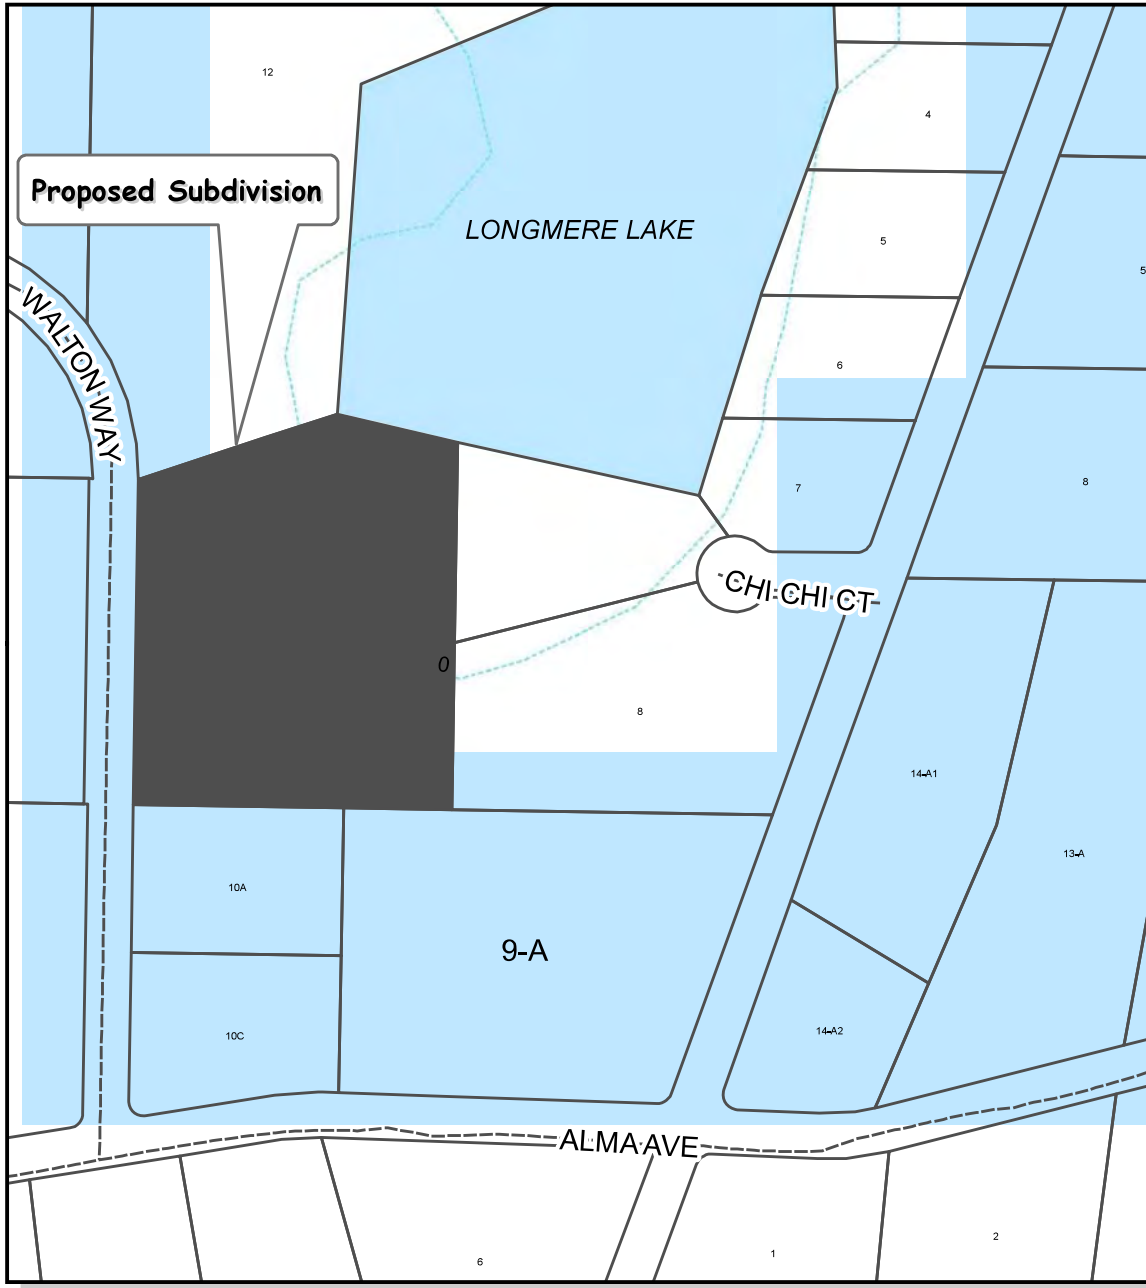 12
4
Proposed Subdivision
LONGMERE LAKE
5
5
WALTON WAY
6
7
8
CHI CHI CT
0
8
14-A1
13-A
10A
9-A
10C
14-A2
ALMA AVE
6
1
2